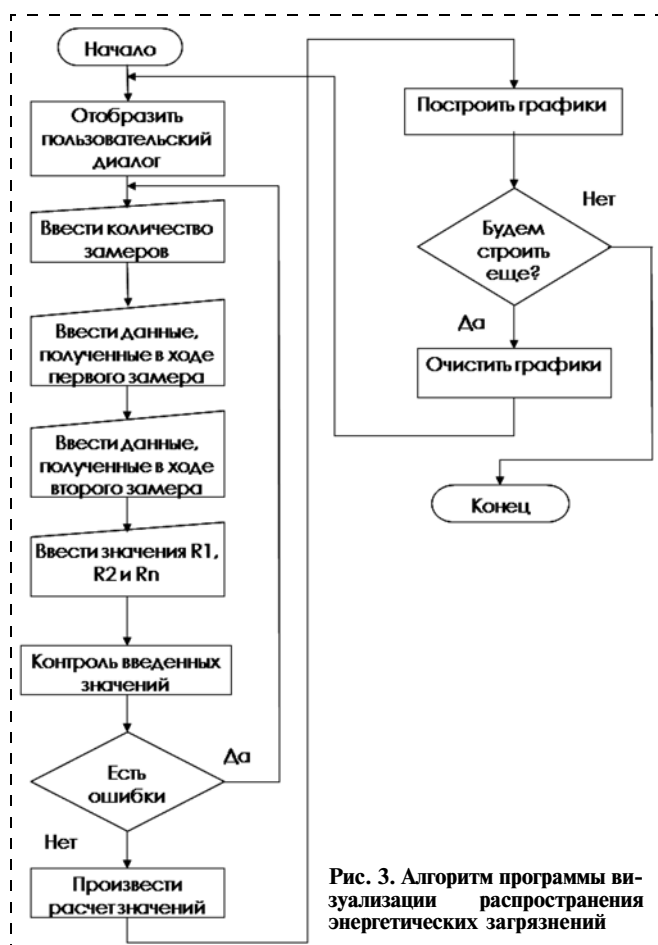 Начало
Отобразить
пользовательский
диалог
Ввести количество
замеров
Ввести данные,
полученные в ходе
первого замера
Ввести данные,
полученные в ходе
второго замера
Ввести значения R1,
R2 и Rn
Контроль введенных
значений
Есть
ошибки
Да
Нет
Произвести
расчет значений
Построить графики
Будем
строить
еще?
Нет
Да
Очистить графики
Конец
Рис. 3. Алгоритм программы ви-
зуализации распространения
энергетических загрязнений